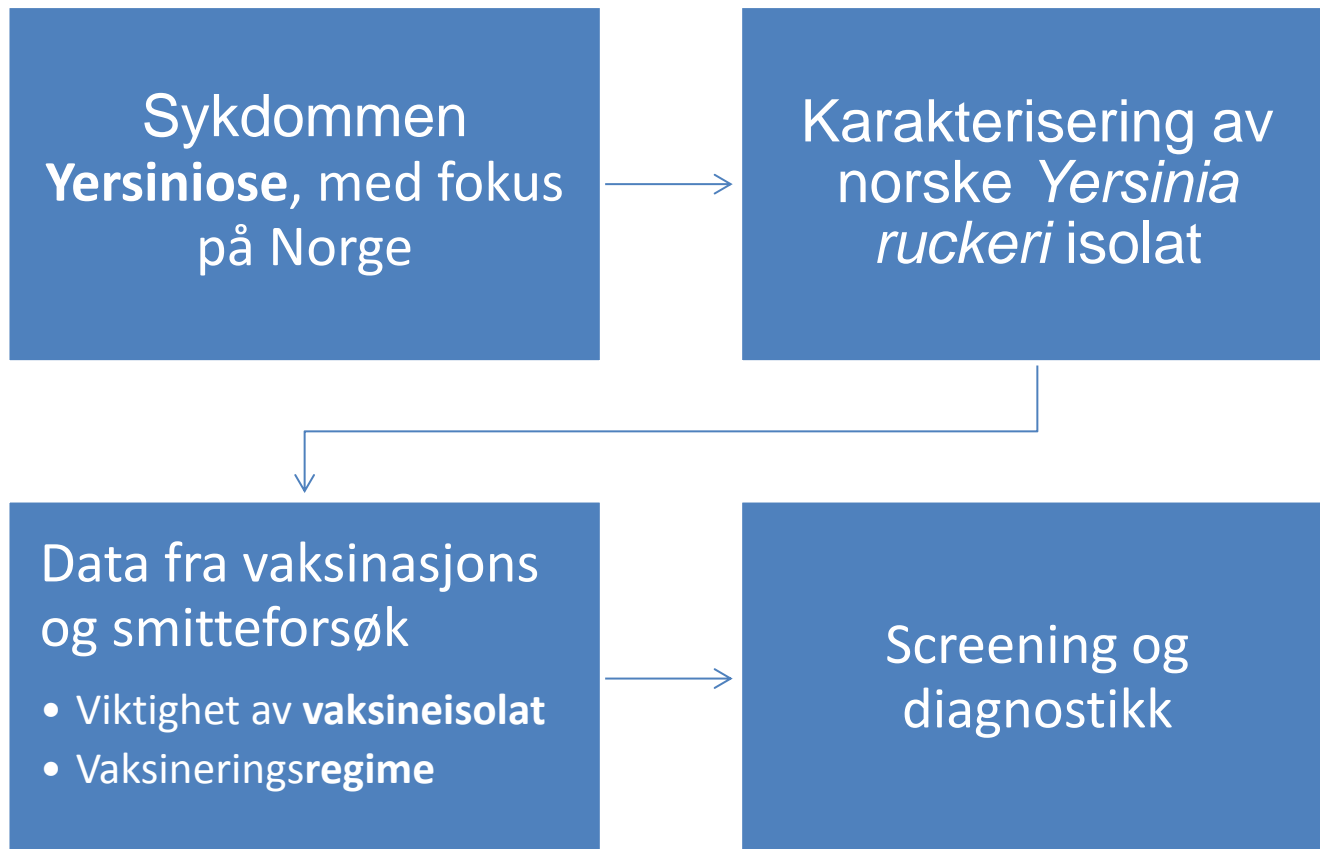 Sykdommen
Yersiniose, med fokus
på Norge
Karakterisering av
norske Yersinia
ruckeri isolat
Data fra vaksinasjons
og smitteforsøk
• Viktighet av vaksineisolat
• Vaksineringsregime
Screening og
diagnostikk